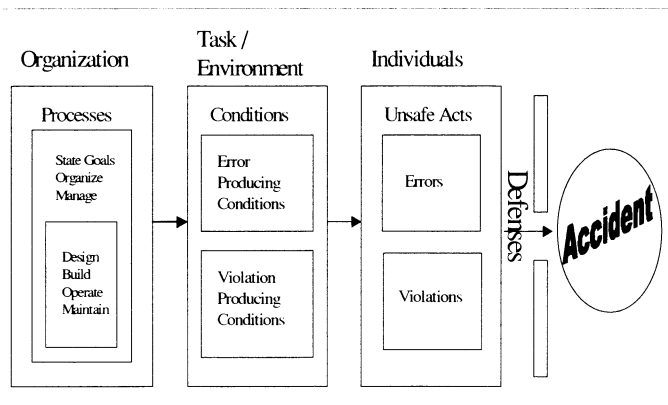 Organization
Processes
State Goals
Organize
Manage
Design
Build
Operate
Maintain
Task /
Environment
Conditions
Error
Producing
Conditions
Violation
Producing
Conditions
Individuals
Unsafe Acts
Errors
Violations
Defenses
Accident